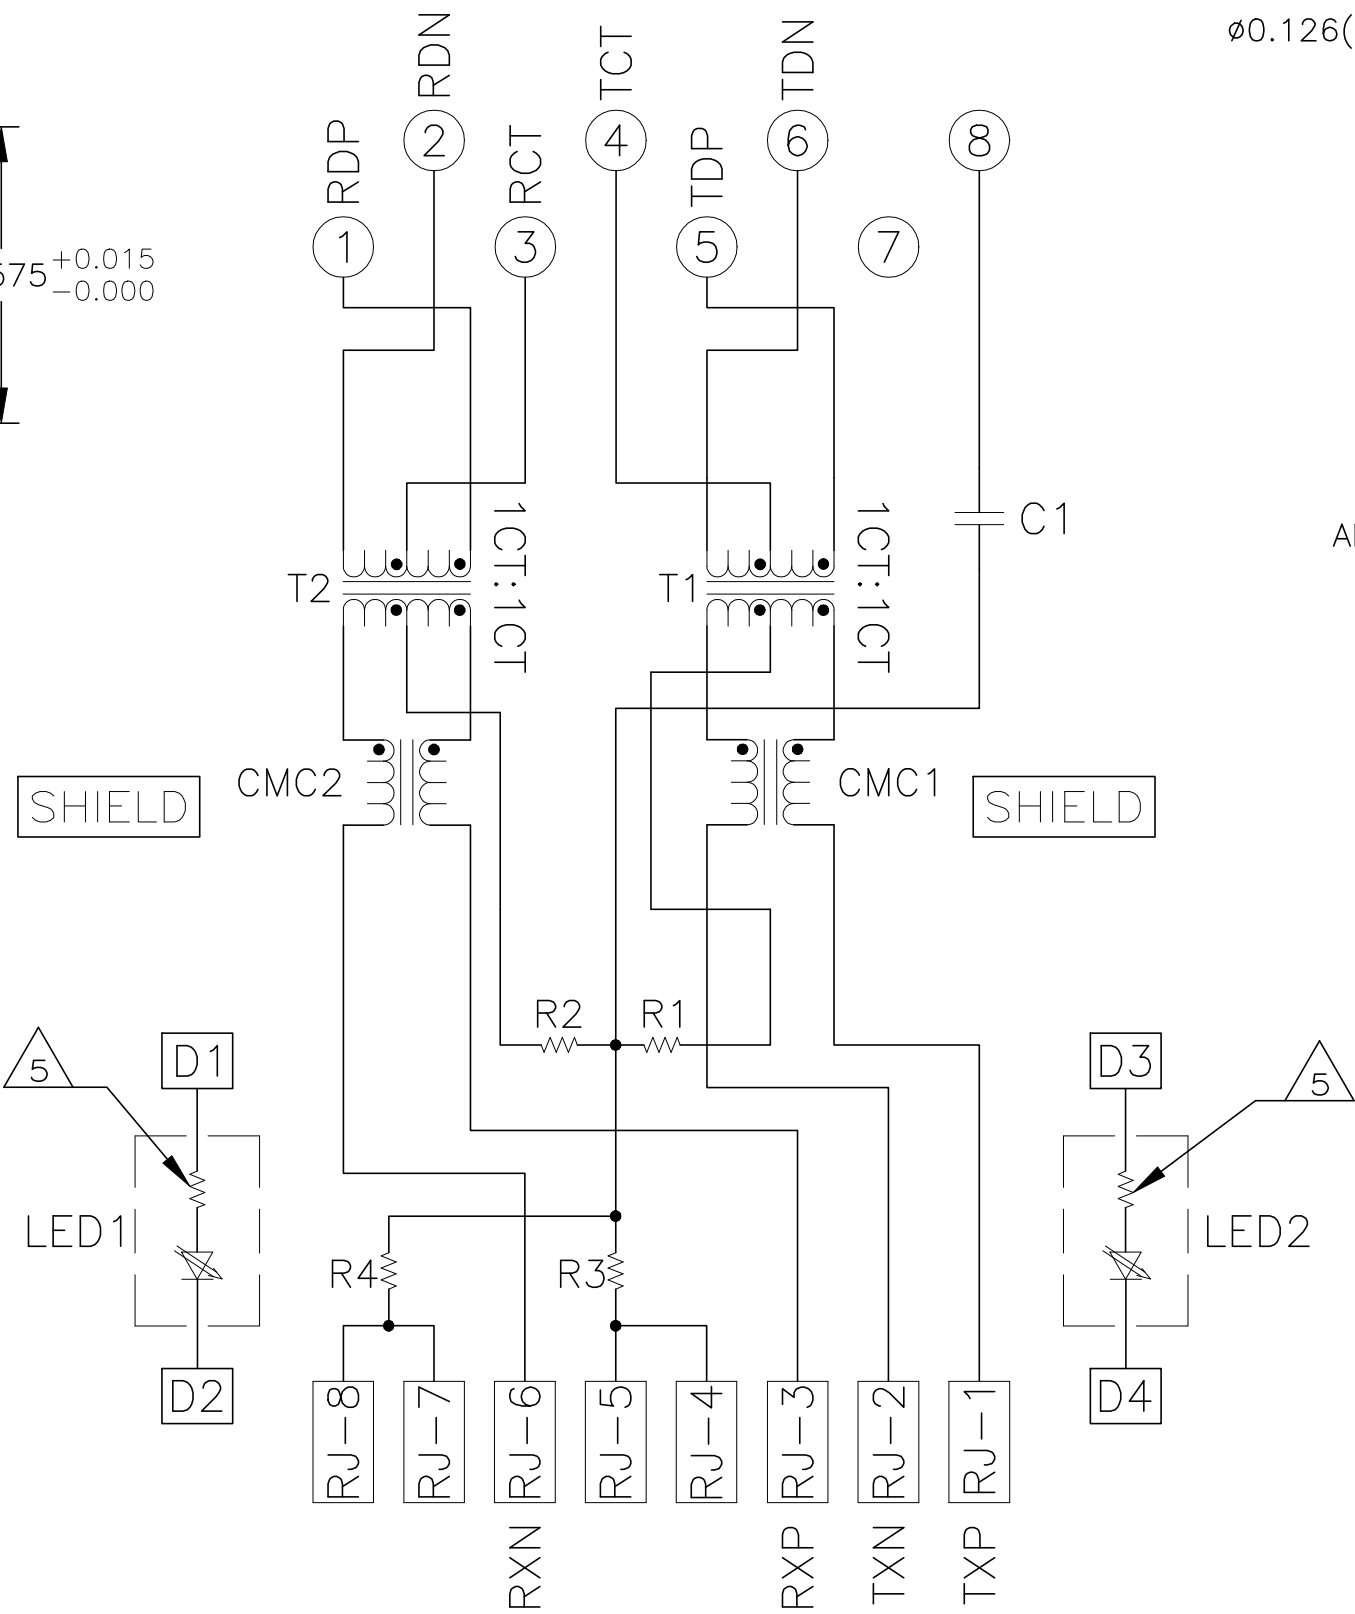 ø0.126(
RDN
TCT
TDN
RDP
2
RCT
4
TDP
6
8
1
3
5
7
+0.015
-0.000
1CT:1CT
1CT:1CT
C1
T2
T1
CMC2
CMC1
SHIELD
SHIELD
R2
R1
5
D1
D3
5
LED1
LED2
R4
R3
D2
D4
RJ-8
RJ-7
RJ-6
RJ-5
RJ-4
RJ-3
RJ-2
RJ-1
RXN
RXP
TXN
TXP